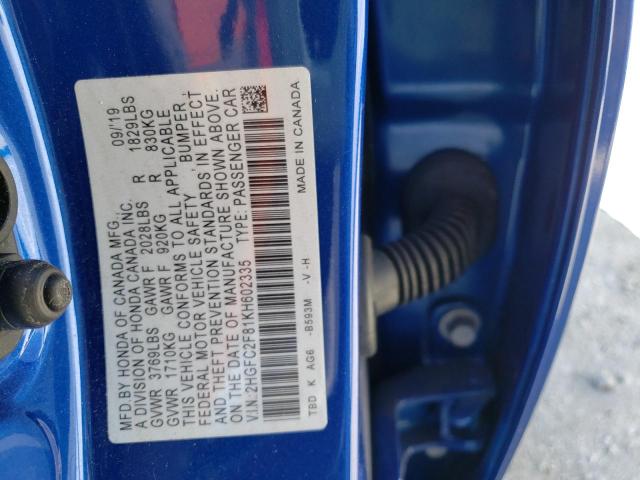 MFD.BY HONDA OF CANADA MFG., 09/'19
A DIVISION OF HONDA CANADA INC.
GVWR 3769LBS GAWR F 2028LBS R 1829LBS
GVWR 1710KG GAWR F 920KG R 830KG
THIS VEHICLE CONFORMS TO ALL APPLICABLE
FEDERAL MOTOR VEHICLE SAFETY, BUMPER,
AND THEFT PREVENTION STANDARDS IN EFFECT
ON THE DATE OF MANUFACTURE SHOWN ABOVE.
V.I.N:2HGFC2F81KH602335 TYPE: PASSENGER CAR
TBD K AG6 -B593M -V-H MADE IN CANADA